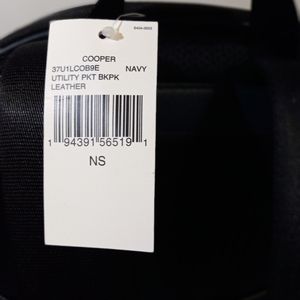 COOPER
37U1LCOB9E NAVY
UTILITY PKT BKPK
LEATHER
1 94391 56519 1
NS